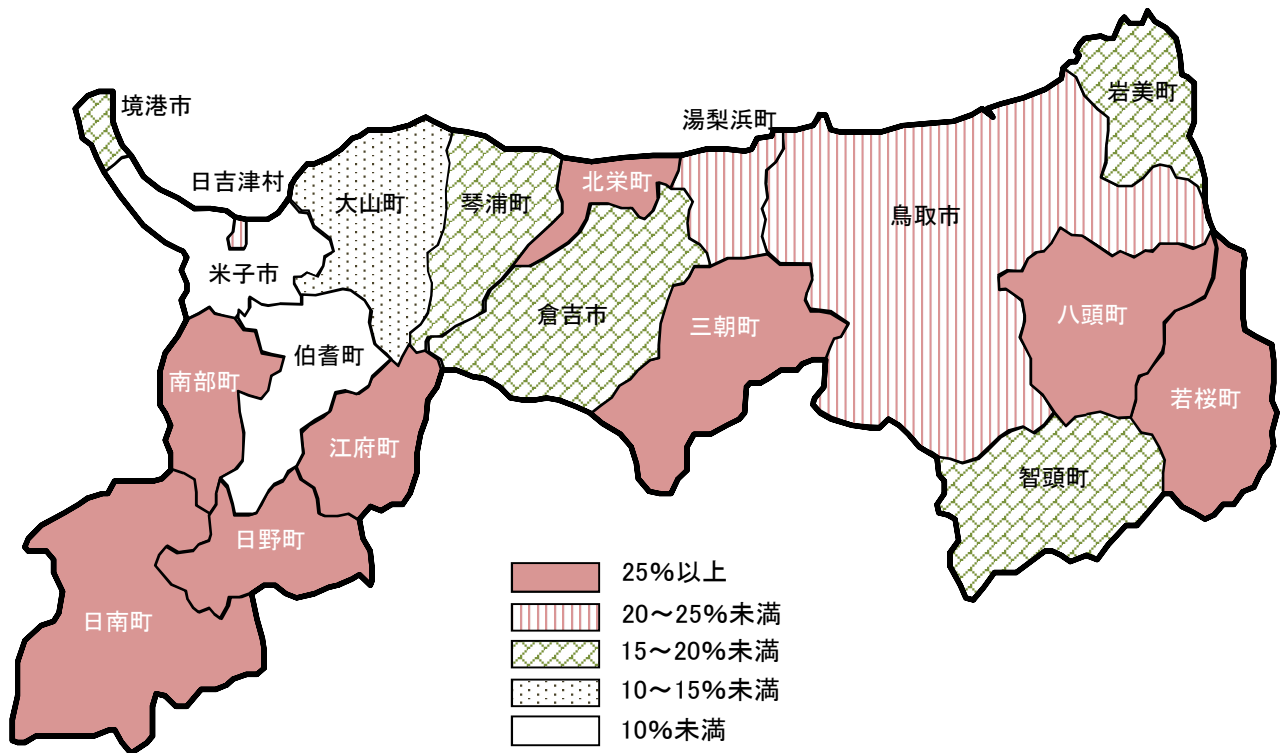 岩美町
境港市
湯梨浜町
日吉津村
北栄町
大山町
琴浦町
鳥取市
米子市
倉吉市
三朝町
八頭町
伯耆町
南部町
若桜町
江府町
智頭町
日野町
日南町
25%以上
20～25%未満
15～20%未満
10～15%未満
10%未満